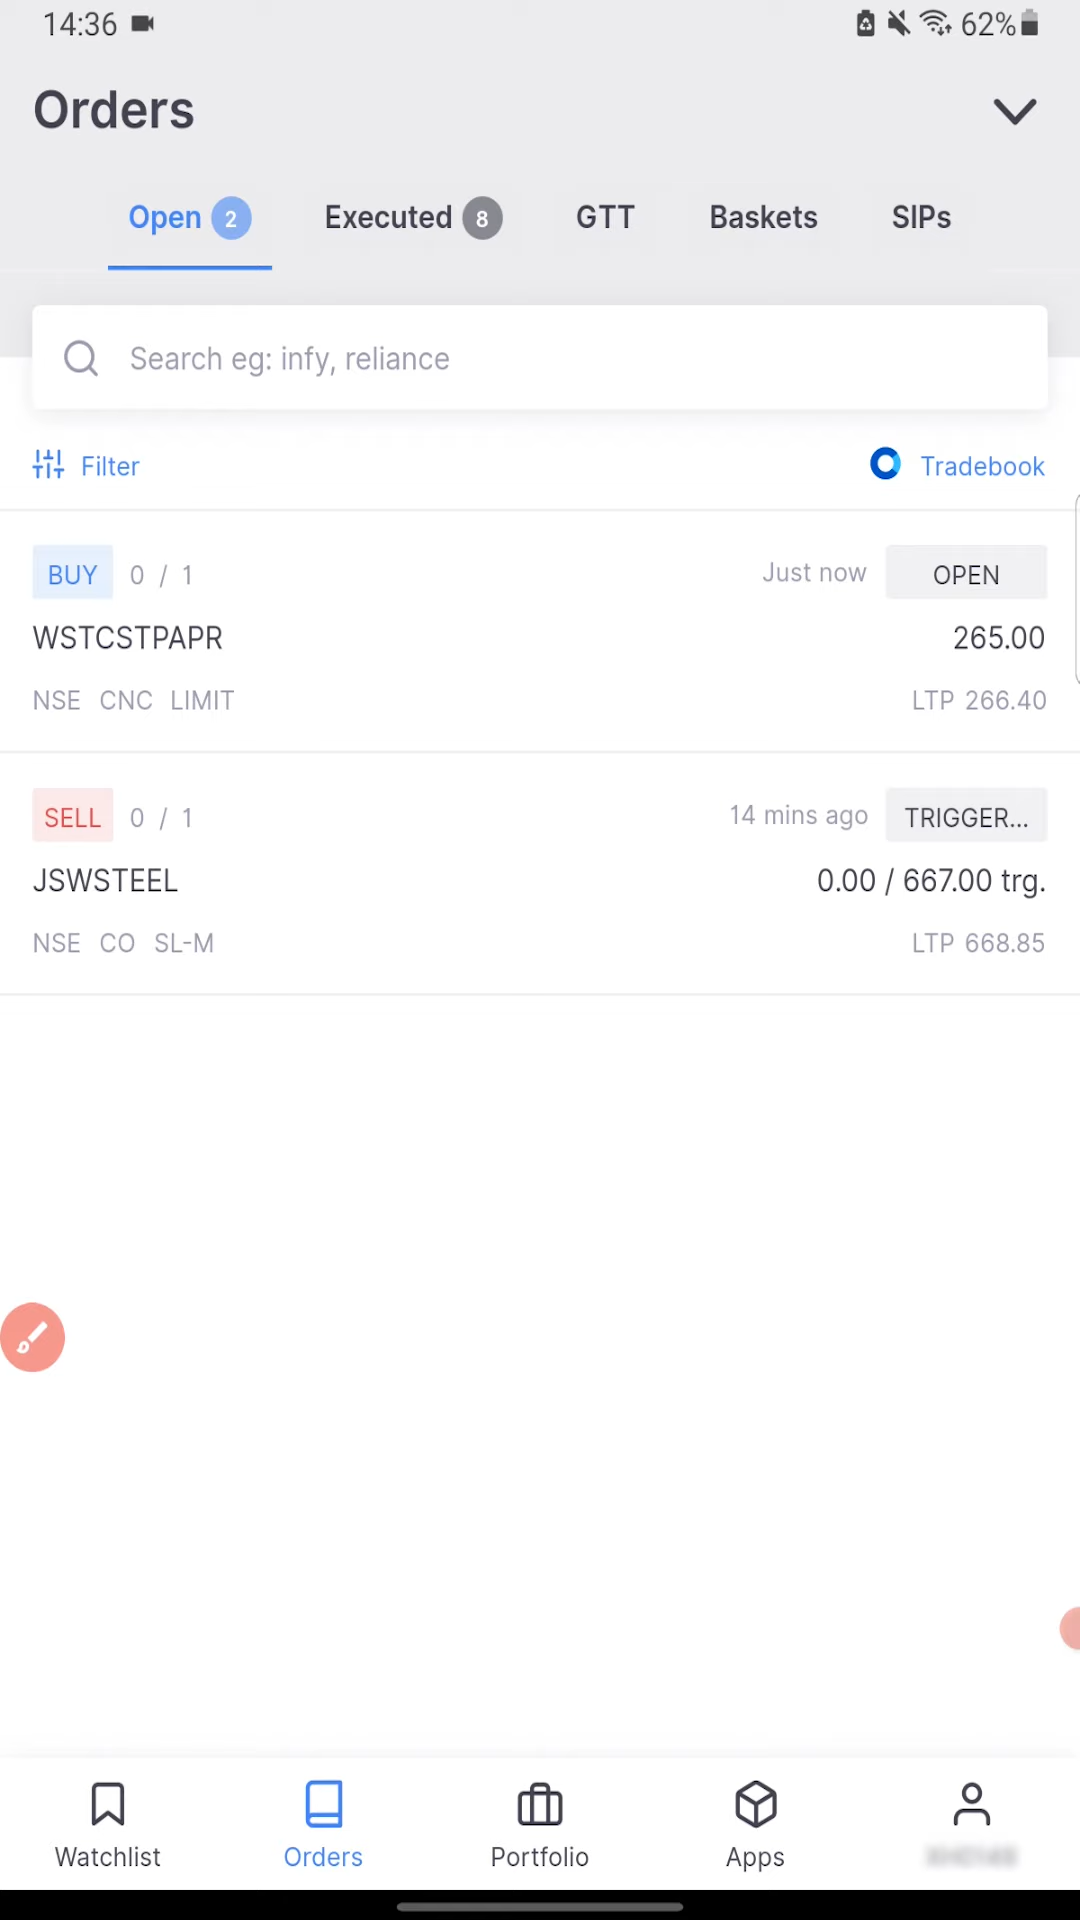 14:36 62%
Orders
Open 2 Executed 8 GTT Baskets SIPs
Search eg: infy, reliance
Filter Tradebook
BUY 0 / 1 Just now OPEN
WSTCSTPAPR 265.00
NSE CNC LIMIT LTP 266.40
SELL 0 / 1 14 mins ago TRIGGER...
JSWSTEEL 0.00 / 667.00 trg.
NSE CO SL-M LTP 668.85
Watchlist Orders Portfolio Apps